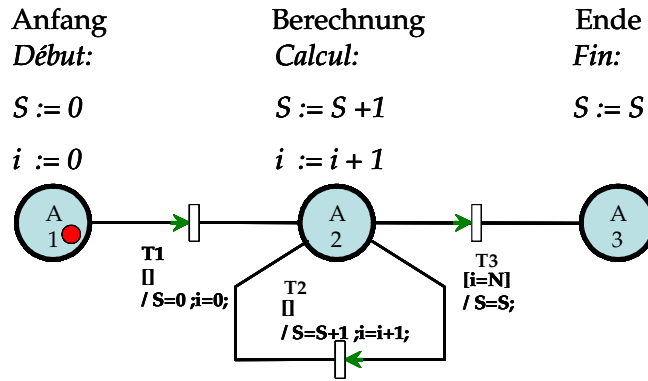 Anfang
Début:
S := 0
i := 0
Berechnung
Calcul:
S := S +1
i := i + 1
Ende
Fin:
S := S
A
1
A
2
A
3
T1
[]
/ S=0 ;i=0;
T2
[]
/ S=S+1 ;i=i+1;
T3
[i=N]
/ S=S;